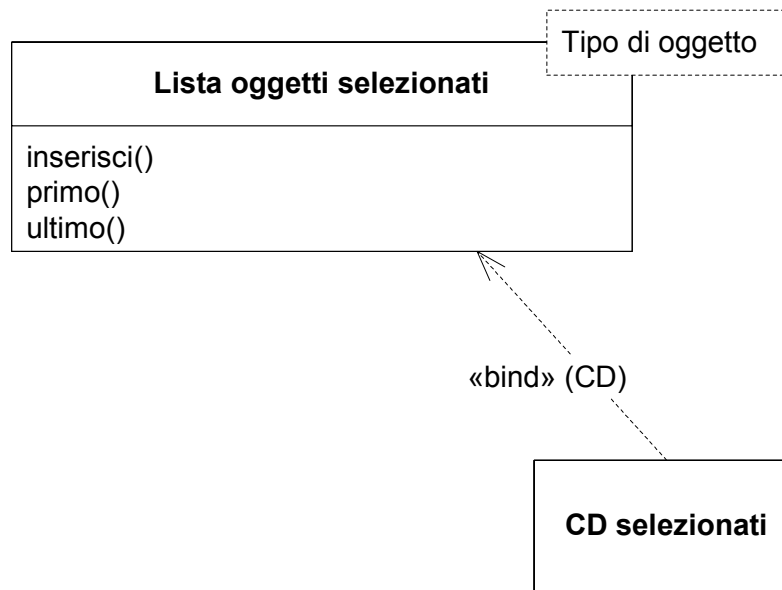 Tipo di oggetto
Lista oggetti selezionati
inserisci()
primo()
ultimo()
«bind» (CD)
CD selezionati